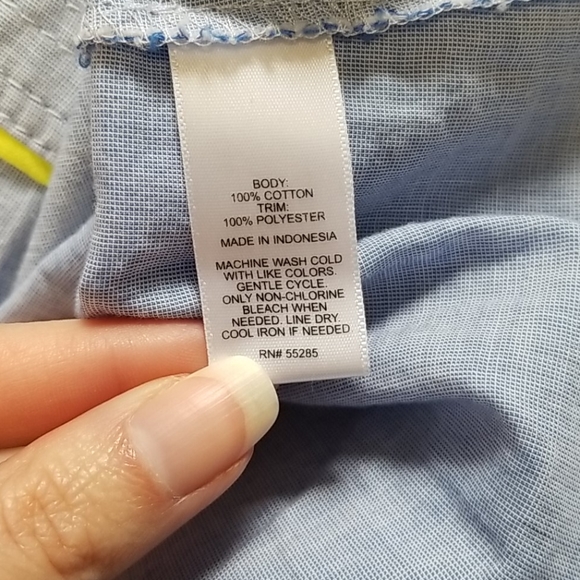 BODY:
100% COTTON
TRIM:
100% POLYESTER
MADE IN INDONESIA
MACHINE WASH COLD
WITH LIKE COLORS.
GENTLE CYCLE.
ONLY NON-CHLORINE
BLEACH WHEN
NEEDED. LINE DRY.
COOL IRON IF NEEDED
RN# 55285